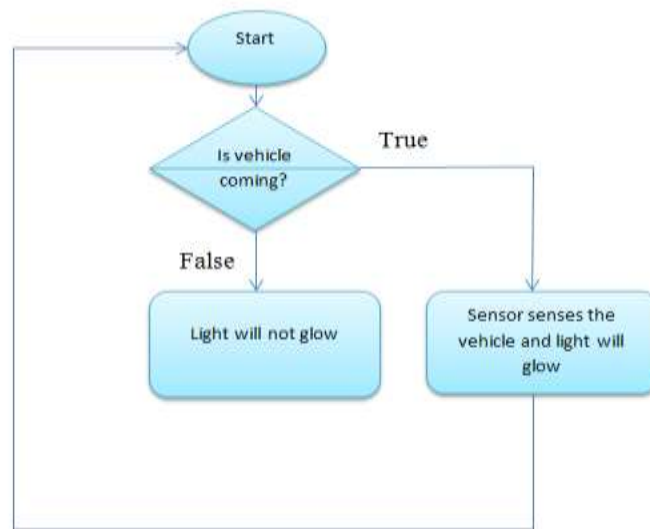 Start
Is vehicle
coming?
True
False
Light will not glow
Sensor senses the
vehicle and light will
glow